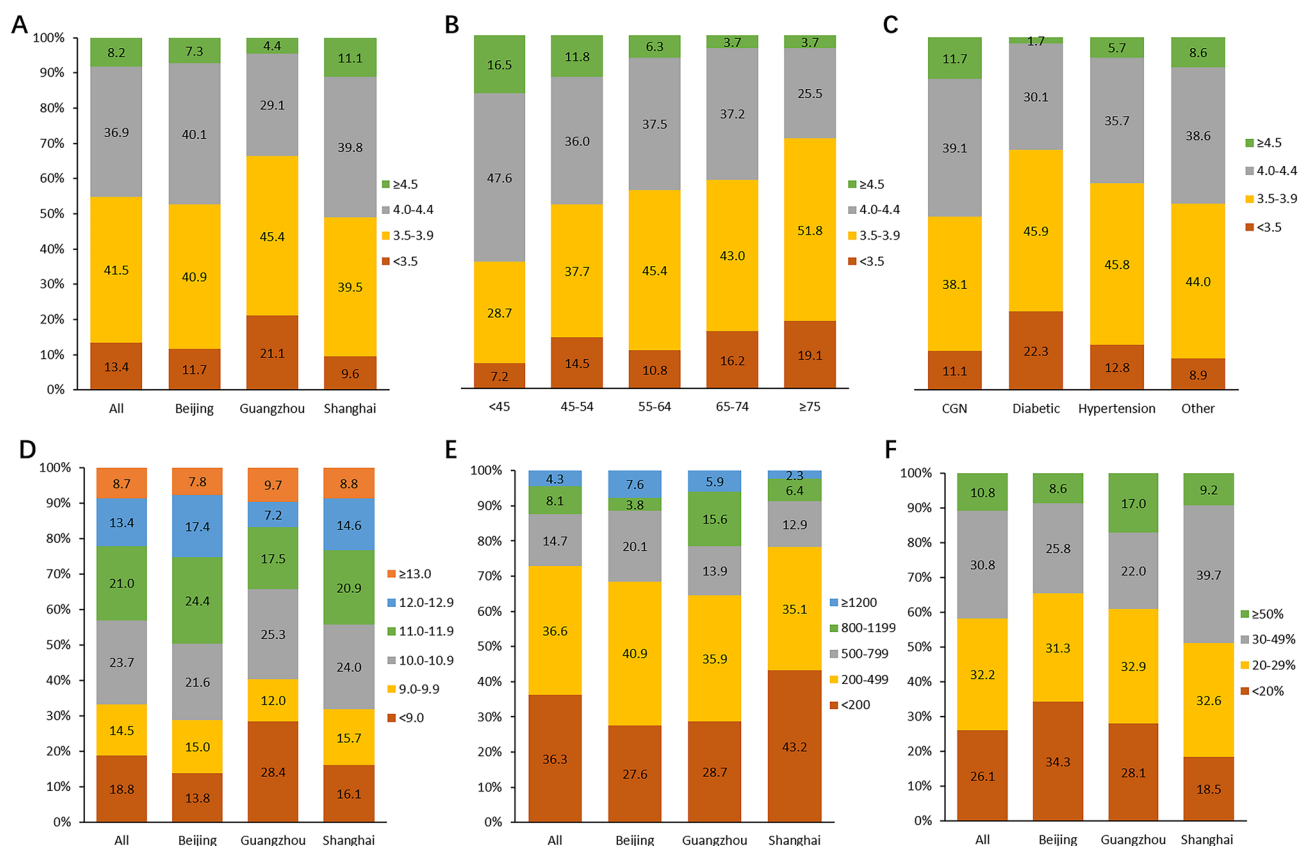 A
100%
90%
80%
70%
60%
50%
40%
30%
20%
10%
0%
8.2 7.3 4.4 11.1
36.9 40.1 29.1 39.8
41.5 40.9 45.4 39.5
13.4 11.7 21.1 9.6
All Beijing Guangzhou Shanghai
≥4.5
4.0-4.4
3.5-3.9
<3.5
B
100%
90%
80%
70%
60%
50%
40%
30%
20%
10%
0%
16.5 11.8 6.3 3.7 3.7
47.6 36.0 37.5 37.2 25.5
28.7 37.7 45.4 43.0 51.8
7.2 14.5 10.8 16.2 19.1
<45 45-54 55-64 65-74 ≥75
≥4.5
4.0-4.4
3.5-3.9
<3.5
C
100%
90%
80%
70%
60%
50%
40%
30%
20%
10%
0%
11.7 1.7 5.7 8.6
39.1 30.1 35.7 38.6
38.1 45.9 45.8 44.0
11.1 22.3 12.8 8.9
CGN Diabetic Hypertension Other
≥4.5
4.0-4.4
3.5-3.9
<3.5
D
100%
90%
80%
70%
60%
50%
40%
30%
20%
10%
0%
8.7 7.8 9.7 8.8
13.4 17.4 7.2 14.6
21.0 24.4 17.5 20.9
23.7 21.6 25.3 24.0
14.5 15.0 12.0 15.7
18.8 13.8 28.4 16.1
All Beijing Guangzhou Shanghai
≥13.0
12.0-12.9
11.0-11.9
10.0-10.9
9.0-9.9
<9.0
E
100%
90%
80%
70%
60%
50%
40%
30%
20%
10%
0%
4.3 7.6 5.9 2.3
8.1 3.8 15.6 6.4
14.7 20.1 13.9 12.9
36.6 40.9 35.9 35.1
36.3 27.6 28.7 43.2
All Beijing Guangzhou Shanghai
≥1200
800-1199
500-799
200-499
<200
F
100%
90%
80%
70%
60%
50%
40%
30%
20%
10%
0%
10.8 8.6 17.0 9.2
30.8 25.8 22.0 39.7
32.2 31.3 32.9 32.6
26.1 34.3 28.1 18.5
All Beijing Guangzhou Shanghai
≥50%
30-49%
20-29%
<20%